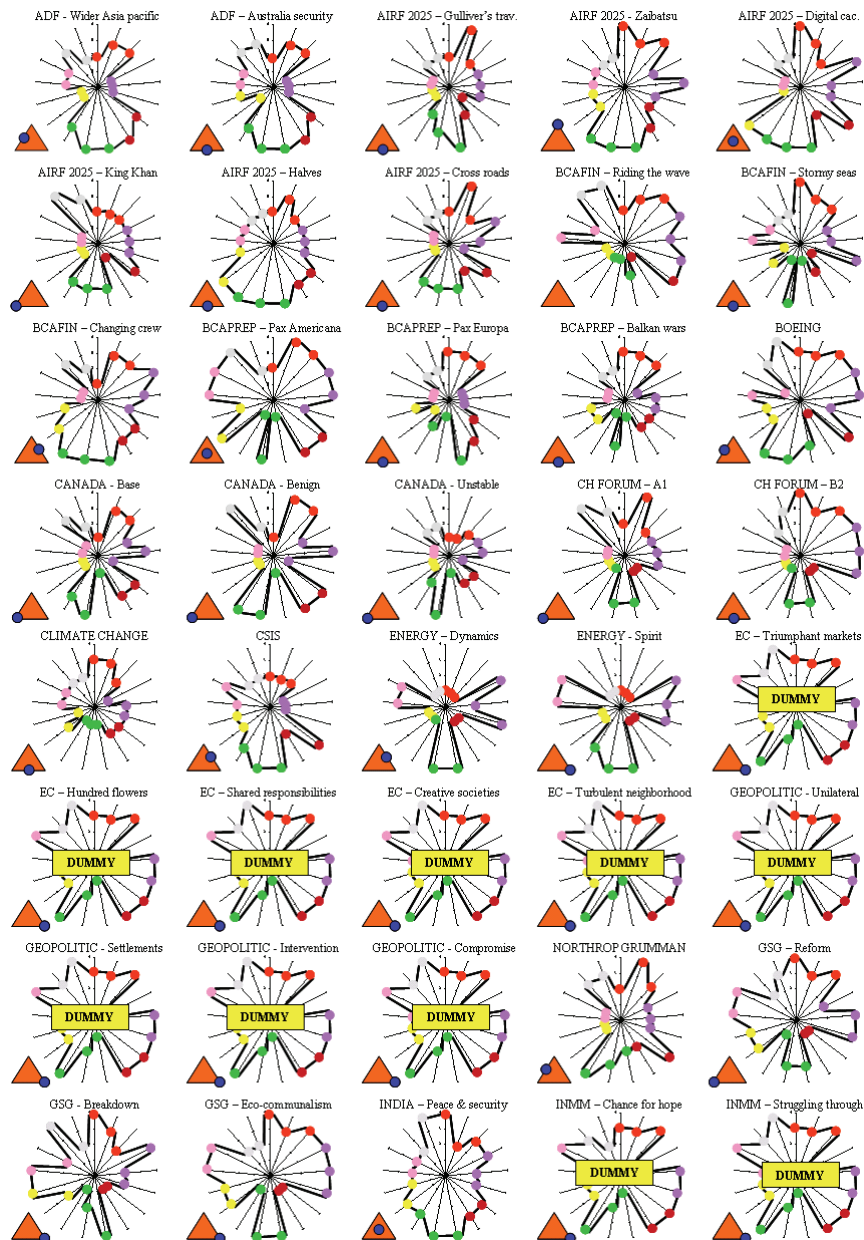 ADF - Wider Asia pacific
ADF – Australia security
AIRF 2025 – Gulliver's trav.
AIRF 2025 - Zaibatsu
AIRF 2025 – Digital cac.
AIRF 2025 – King Khan
AIRF 2025 – Halves
AIRF 2025 – Cross roads
BCAFIN – Riding the wave
BCAFIN – Stormy seas
BCAFIN – Changing crew
BCAPREP - Pax Americana
BCAPREP – Pax Europa
BCAPREP – Balkan wars
BOEING
CANADA - Base
CANADA - Benign
CANADA - Unstable
CH FORUM – A1
CH FORUM – B2
CLIMATE CHANGE
CSIS
ENERGY – Dynamics
ENERGY - Spirit
EC – Triumphant markets
DUMMY
EC – Hundred flowers
EC – Shared responsibilities
EC – Creative societies
EC – Turbulent neighborhood
GEOPOLITIC - Unilateral
DUMMY
DUMMY
DUMMY
DUMMY
DUMMY
GEOPOLITIC - Settlements
GEOPOLITIC - Intervention
GEOPOLITIC - Compromise
NORTHROP GRUMMAN
GSG – Reform
DUMMY
DUMMY
DUMMY
GSG - Breakdown
GSG – Eco-communalism
INDIA – Peace & security
INMM – Chance for hope
INMM – Struggling through
DUMMY
DUMMY